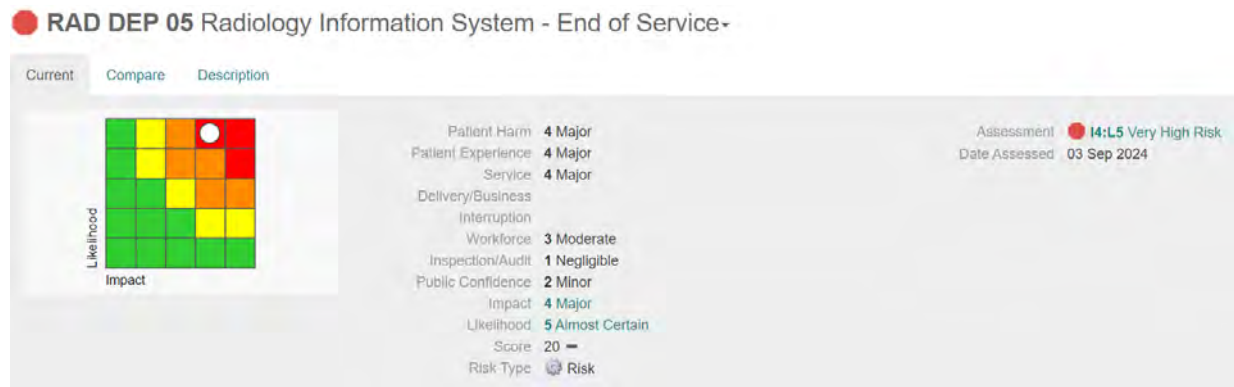 RAD DEP 05 Radiology Information System - End of Service
Current Compare Description
Likelihood
Impact
Patient Harm 4 Major
Patient Experience 4 Major
Service 4 Major
Delivery/Business
Interruption
Workforce 3 Moderate
Inspection/Audit 1 Negligible
Public Confidence 2 Minor
Impact 4 Major
Likelihood 5 Almost Certain
Score 20
Risk Type Risk
Assessment I4:L5 Very High Risk
Date Assessed 03 Sep 2024